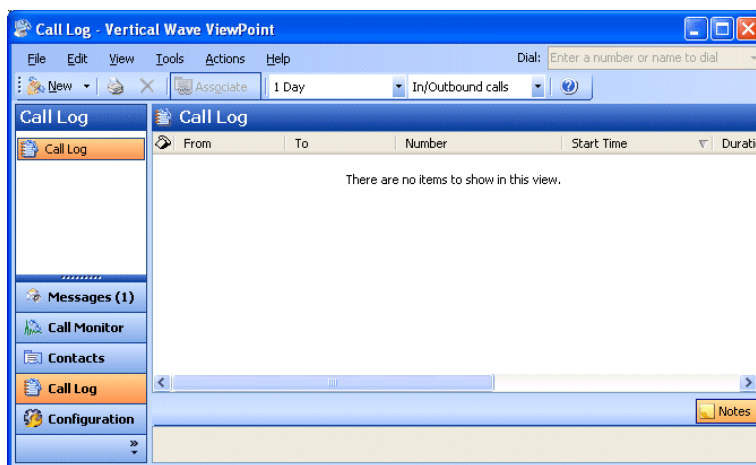 Call Log - Vertical Wave ViewPoint
File Edit View Tools Actions Help Dial: Enter a number or name to dial
New Associate 1 Day In/Outbound calls
Call Log
Call Log
Call Log
From To Number Start Time Durati
There are no items to show in this view.
Messages (1)
Call Monitor
Contacts
Call Log
Configuration
Notes